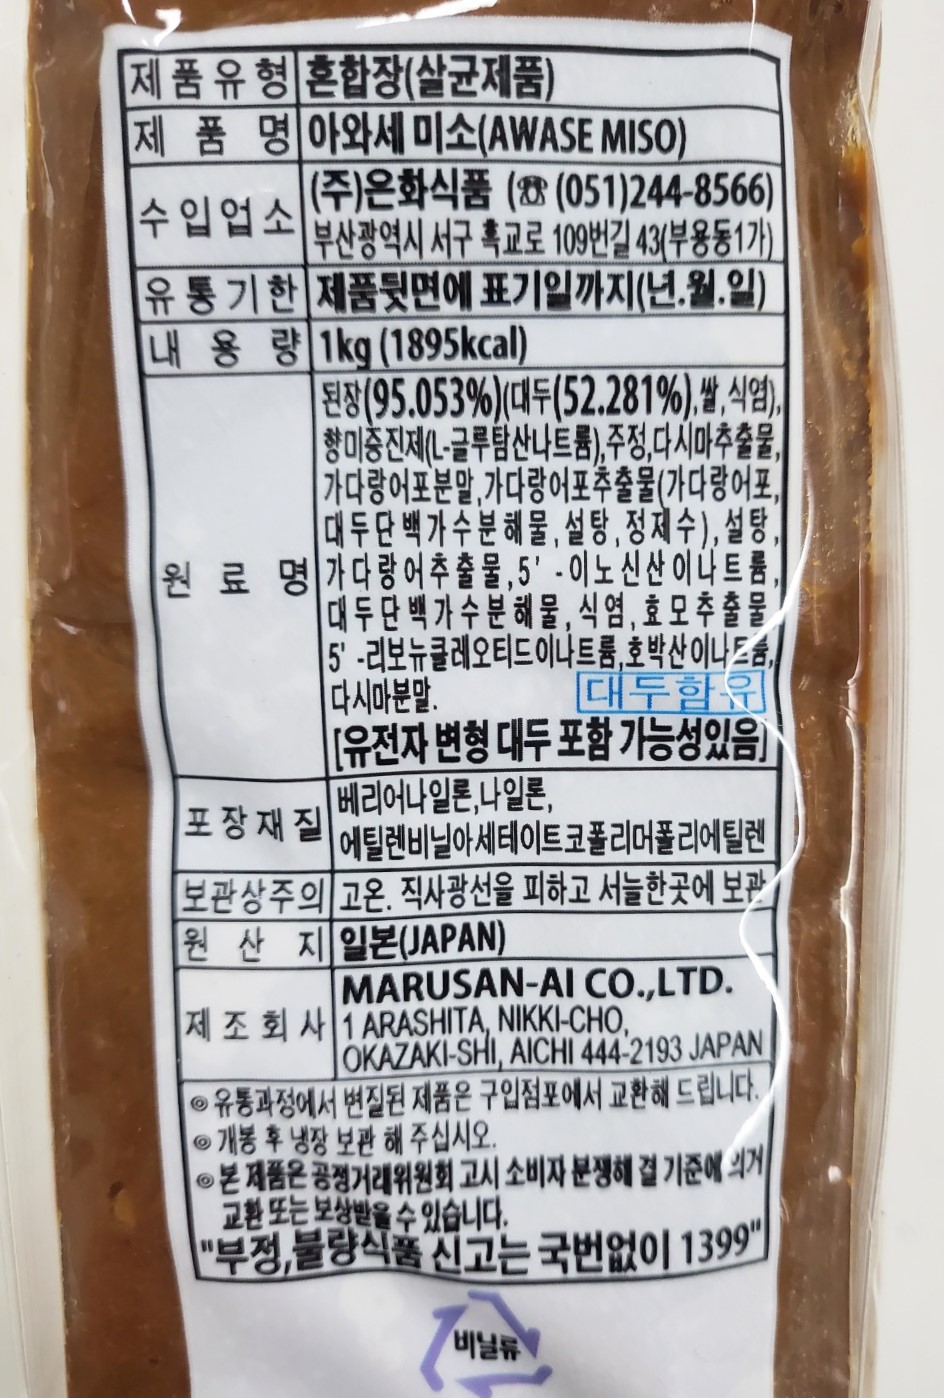 제품유형 혼합장(살균제품)
제 품 명 아와세 미소(AWASE MISO)
수입업소 (주)은화식품 (☎ (051)244-8566)
부산광역시 서구 흑교로 109번길 43(부용동1가)
유통기한 제품뒷면에 표기일까지(년.월.일)
내 용 량 1kg (1895kcal)
원 료 명
된장(95.053%)(대두(52.281%),쌀,식염),
향미증진제(L-글루탐산나트륨),주정,다시마추출물,
가다랑어포분말,가다랑어포추출물(가다랑어포,
대두단백가수분해물,설탕,정제수),설탕,
가다랑어추출물,5' -이노신산이나트륨,
대두단백가수분해물,식염,효모추출물
5' -리보뉴클레오티드이나트륨,호박산이나트륨,
다시마분말. 대두함유
[유전자 변형 대두 포함 가능성있음]
포장재질 베리어나일론,나일론,
에틸렌비닐아세테이트코폴리머폴리에틸렌
보관상주의 고온. 직사광선을 피하고 서늘한곳에 보관
원 산 지 일본(JAPAN)
제조회사 MARUSAN-AI CO.,LTD.
1 ARASHITA, NIKKI-CHO,
OKAZAKI-SHI, AICHI 444-2193 JAPAN
◎ 유통과정에서 변질된 제품은 구입점포에서 교환해 드립니다.
◎ 개봉 후 냉장 보관 해 주십시오.
◎ 본 제품은 공정거래위원회 고시 소비자 분쟁해결 기준에 의거
교환 또는 보상받을 수 있습니다.
"부정,불량식품 신고는 국번없이 1399"
비닐류